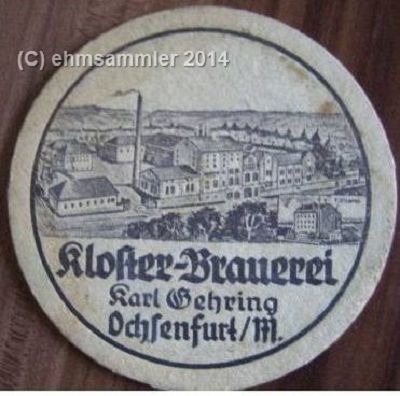 (C) ehmsammler 2014
Kloster-Brauerei
Karl Gehring
Ochsenfurt/M.